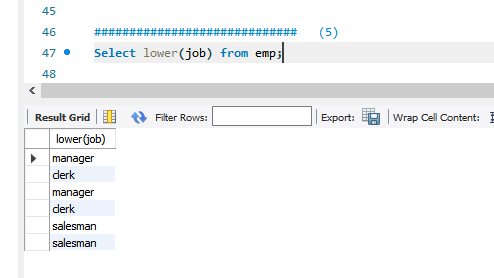 45
46 ############################# (5)
47 Select lower(job) from emp;
48
Result Grid Filter Rows: Export: Wrap Cell Content:
lower(job)
manager
clerk
manager
clerk
salesman
salesman